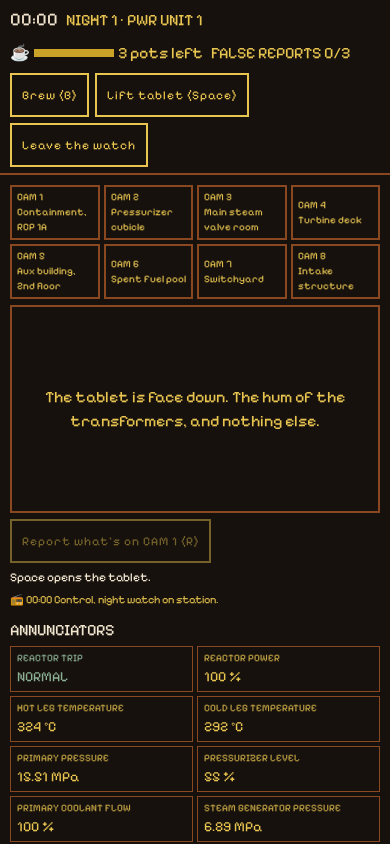 00:00 NIGHT 1 · PWR UNIT 1
3 pots left FALSE REPORTS 0/3
Brew (B)
Lift tablet (Space)
Leave the watch
CAM 1
Containment,
RCP 1A
CAM 2
Pressurizer
cubicle
CAM 3
Main steam
valve room
CAM 4
Turbine deck
CAM 5
Aux building,
2nd floor
CAM 6
Spent fuel pool
CAM 7
Switchyard
CAM 8
Intake
structure
The tablet is face down. The hum of the
transformers, and nothing else.
Report what's on CAM 1 (R)
Space opens the tablet.
00:00 Control, night watch on station.
ANNUNCIATORS
REACTOR TRIP
NORMAL
REACTOR POWER
100 %
HOT LEG TEMPERATURE
324 °C
COLD LEG TEMPERATURE
292 °C
PRIMARY PRESSURE
15.51 MPa
PRESSURIZER LEVEL
55 %
PRIMARY COOLANT FLOW
100 %
STEAM GENERATOR PRESSURE
6.89 MPa